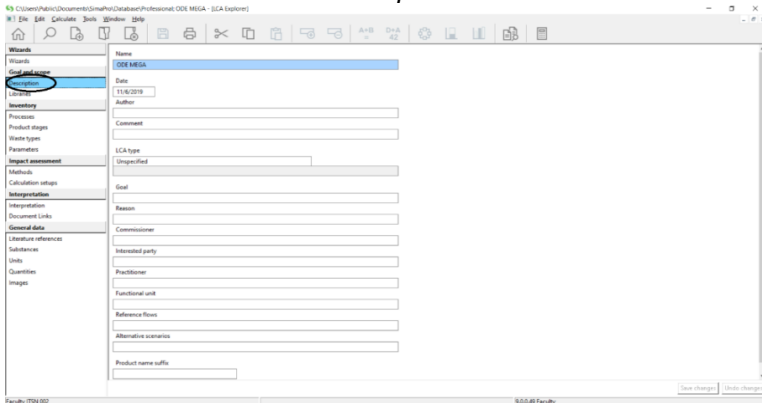 C:\Users\Public\Documents\SimaPro\Database\Professional; ODE MEGA - [LCA Explorer]
File Edit Calculate Tools Window Help
A+B
Wizards
Wizards
Goal and scope
Description
Libraries
Inventory
Processes
Product stages
Waste types
Parameters
Impact assessment
Methods
Calculation setups
Interpretation
Interpretation
Document Links
General data
Literature references
Substances
Units
Quantities
Images
Name
ODE MEGA
Date
11/6/2019
Author
Comment
LCA type
Unspecified
Goal
Reason
Commissioner
Interested party
Practitioner
Functional unit
Reference flows
Alternative scenarios
Product name suffix
Save changes Undo changes
9.0.0.49 Faculty